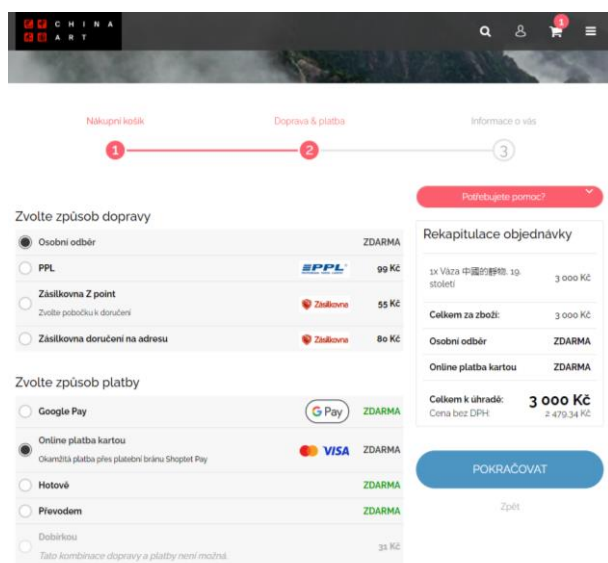 CHINA
ART
1
Nákupní košík
Doprava & platba
Informace o vás
1
2
3
Potřebujete pomoc?
Zvolte způsob dopravy
Osobní odběr ZDARMA
PPL PPL 99 Kč
Zásilkovna Z point
Zvolte pobočku k doručení
Zásilkovna 55 Kč
Zásilkovna doručení na adresu Zásilkovna 80 Kč
Zvolte způsob platby
Google Pay G Pay ZDARMA
Online platba kartou
Okamžitá platba přes platební bránu Shoptet Pay
VISA ZDARMA
Hotově ZDARMA
Převodem ZDARMA
Dobírkou
Tato kombinace dopravy a platby není možná.
31 Kč
Rekapitulace objednávky
1x Váza 中國的靜物, 19.
století
3 000 Kč
Celkem za zboží: 3 000 Kč
Osobní odběr ZDARMA
Online platba kartou ZDARMA
Celkem k úhradě: 3 000 Kč
Cena bez DPH: 2 479,34 Kč
POKRAČOVAT
Zpět